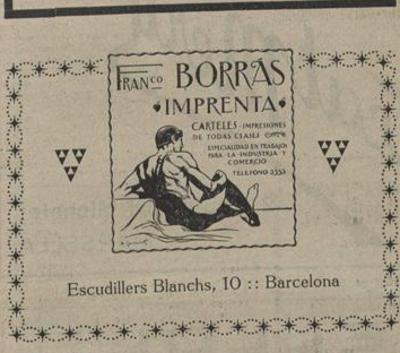 FRANCO BORRÁS
IMPRENTA
CARTELES - IMPRESIONES
DE TODAS CLASES
ESPECIALIDAD EN TRABAJOS
PARA - LA - INDUSTRIA - Y
COMERCIO
TELEFONO 2553
Escudillers Blanchs, 10 :: Barcelona